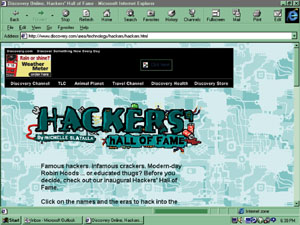 Discovery Online, Hackers' Hall of Fame - Microsoft Internet Explorer
Back
Forward
Stop
Refresh
Home
Search
Favorites
History
Channels
Fullscreen
Mail
Print
Edit
File Edit View Go Favorites Help
Address http://www.discovery.com/area/technology/hackers/hackers.html
Discovery.com Discover Something New Every Day
Rain or shine?
Weather
Meter
Discovery Channel TLC Animal Planet Travel Channel Discovery Health Discovery Store
HACKERS'
HALL OF FAME
By MICHELLE SLATALLA
Famous hackers. Infamous crackers. Modern-day
Robin Hoods ... or educated thugs? Before you
decide, check out our inaugural Hackers' Hall of
Fame.
Click on the names and the eras to hack into the
Internet zone
Start
Inbox - Microsoft Outlook
Discovery Online, Hac...